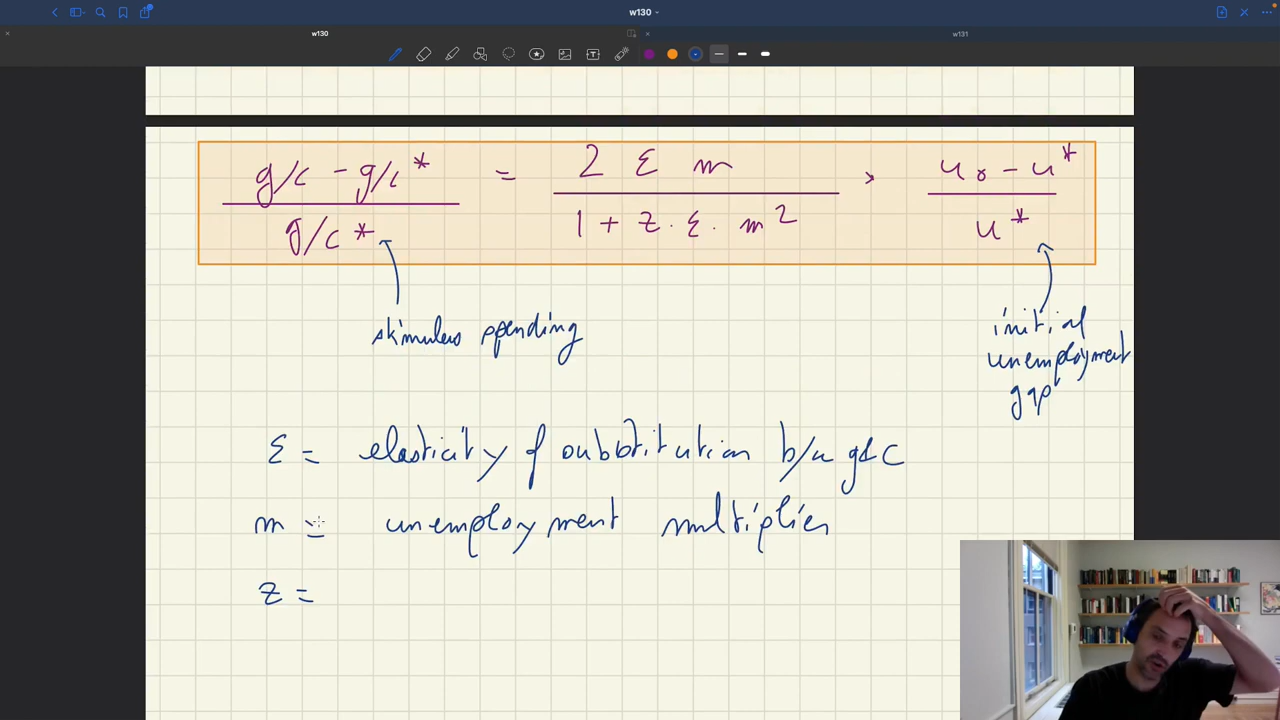 w130
w130
w131
g/c - g/c* / g/c* = 2 ε m / 1 + z · ε · m² × u₀ - u* / u*
stimulus spending
initial
unemployment
gap
ε = elasticity of substitution b/w g & c
m = unemployment multiplier
z =